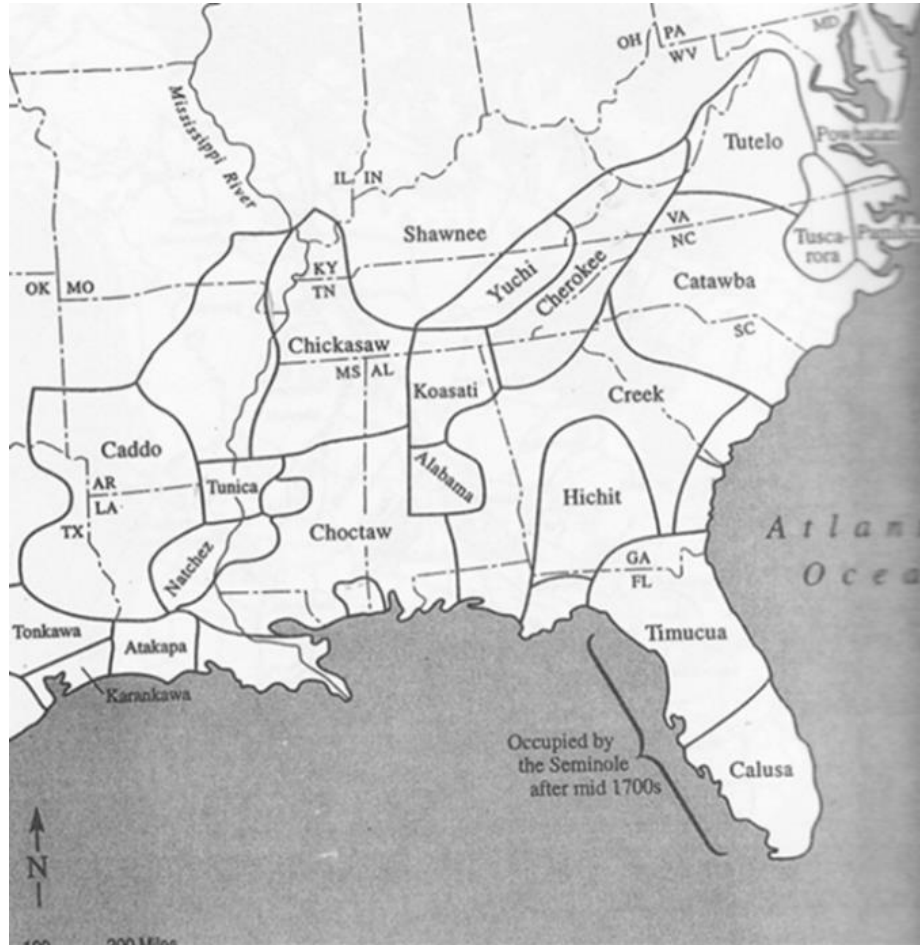 MD
OH
PA
WV
Mississippi River
Tutelo
Powhatan
IL
IN
Shawnee
VA
NC
Tusca-
rora
KY
TN
Yuchi
Cherokee
OK
MO
Catawba
SC
Chickasaw
MS
AL
Koasati
Creek
Caddo
Alabama
Tunica
AR
LA
Hichit
TX
Choctaw
Natchez
Atlan
Ocea
GA
FL
Tonkawa
Timucua
Atakapa
Karankawa
Occupied by
the Seminole
after mid 1700s
Calusa
N
200 Miles